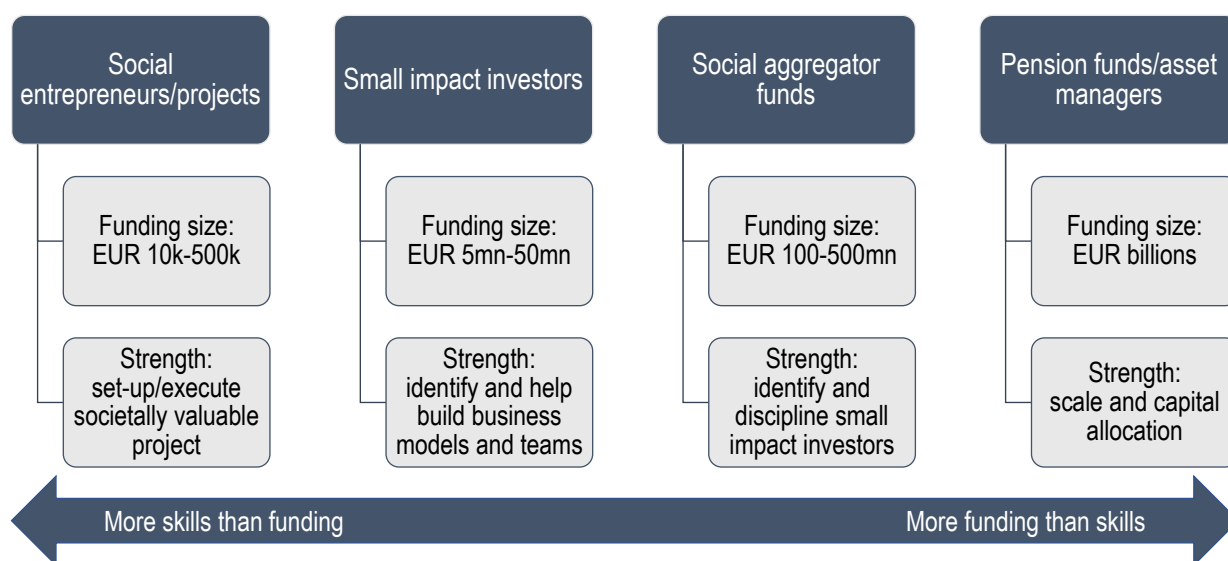 Social
entrepreneurs/projects
Funding size:
EUR 10k-500k
Strength:
set-up/execute
societally valuable
project
Small impact investors
Funding size:
EUR 5mn-50mn
Strength:
identify and help
build business
models and teams
Social aggregator
funds
Funding size:
EUR 100-500mn
Strength:
identify and
discipline small
impact investors
Pension funds/asset
managers
Funding size:
EUR billions
Strength:
scale and capital
allocation
More skills than funding
More funding than skills